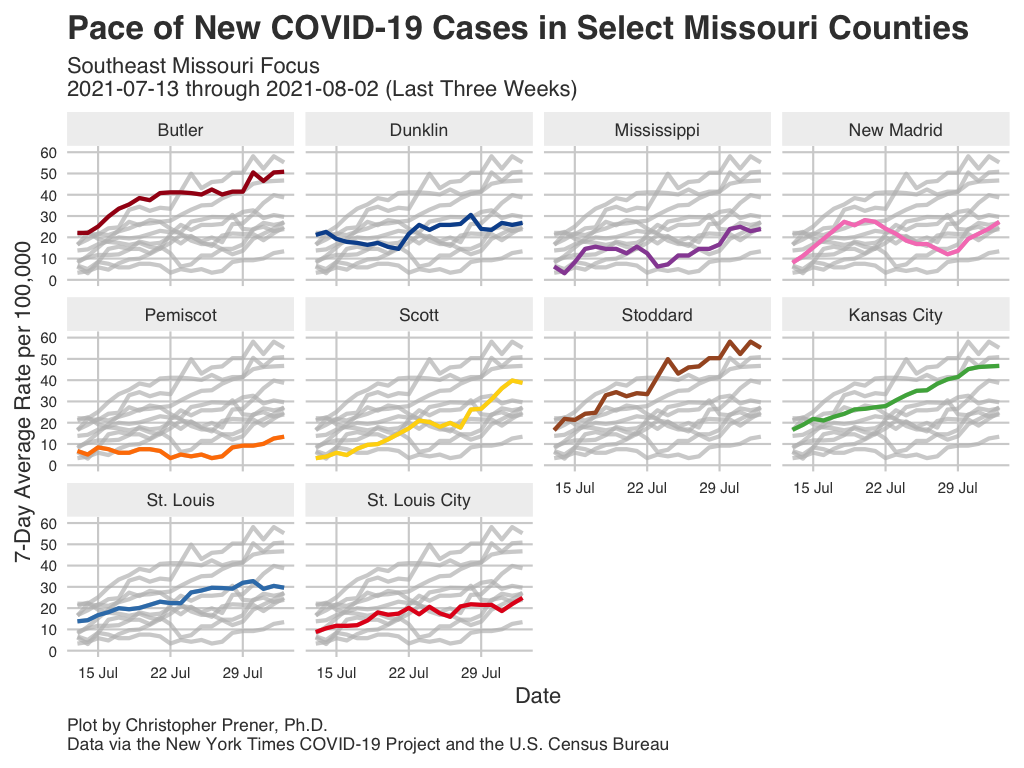 Pace of New COVID-19 Cases in Select Missouri Counties
Southeast Missouri Focus
2021-07-13 through 2021-08-02 (Last Three Weeks)
7-Day Average Rate per 100,000
Butler
Dunklin
Mississippi
New Madrid
60
50
40
30
20
10
0
Pemiscot
Scott
Stoddard
Kansas City
60
50
40
30
20
10
0
15 Jul
22 Jul
29 Jul
15 Jul
22 Jul
29 Jul
St. Louis
St. Louis City
60
50
40
30
20
10
0
15 Jul
22 Jul
29 Jul
15 Jul
22 Jul
29 Jul
Date
Plot by Christopher Prener, Ph.D.
Data via the New York Times COVID-19 Project and the U.S. Census Bureau